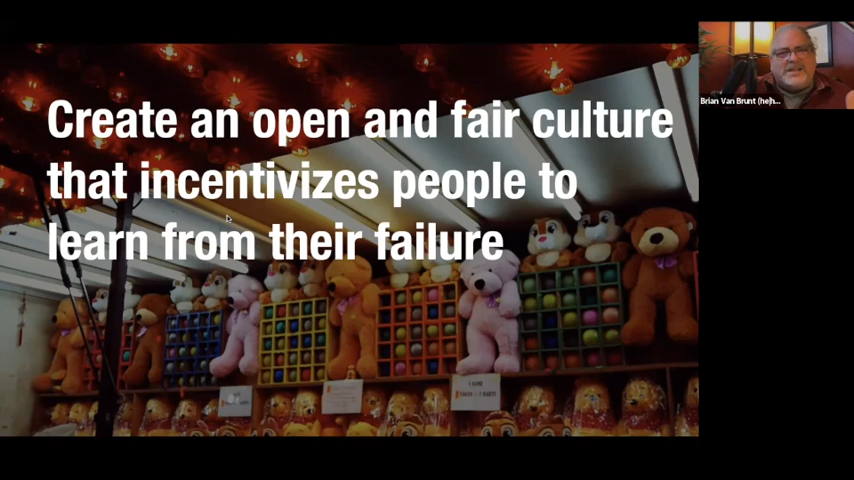 Create an open and fair culture
that incentivizes people to
learn from their failure
Brian Van Brunt (he|h...